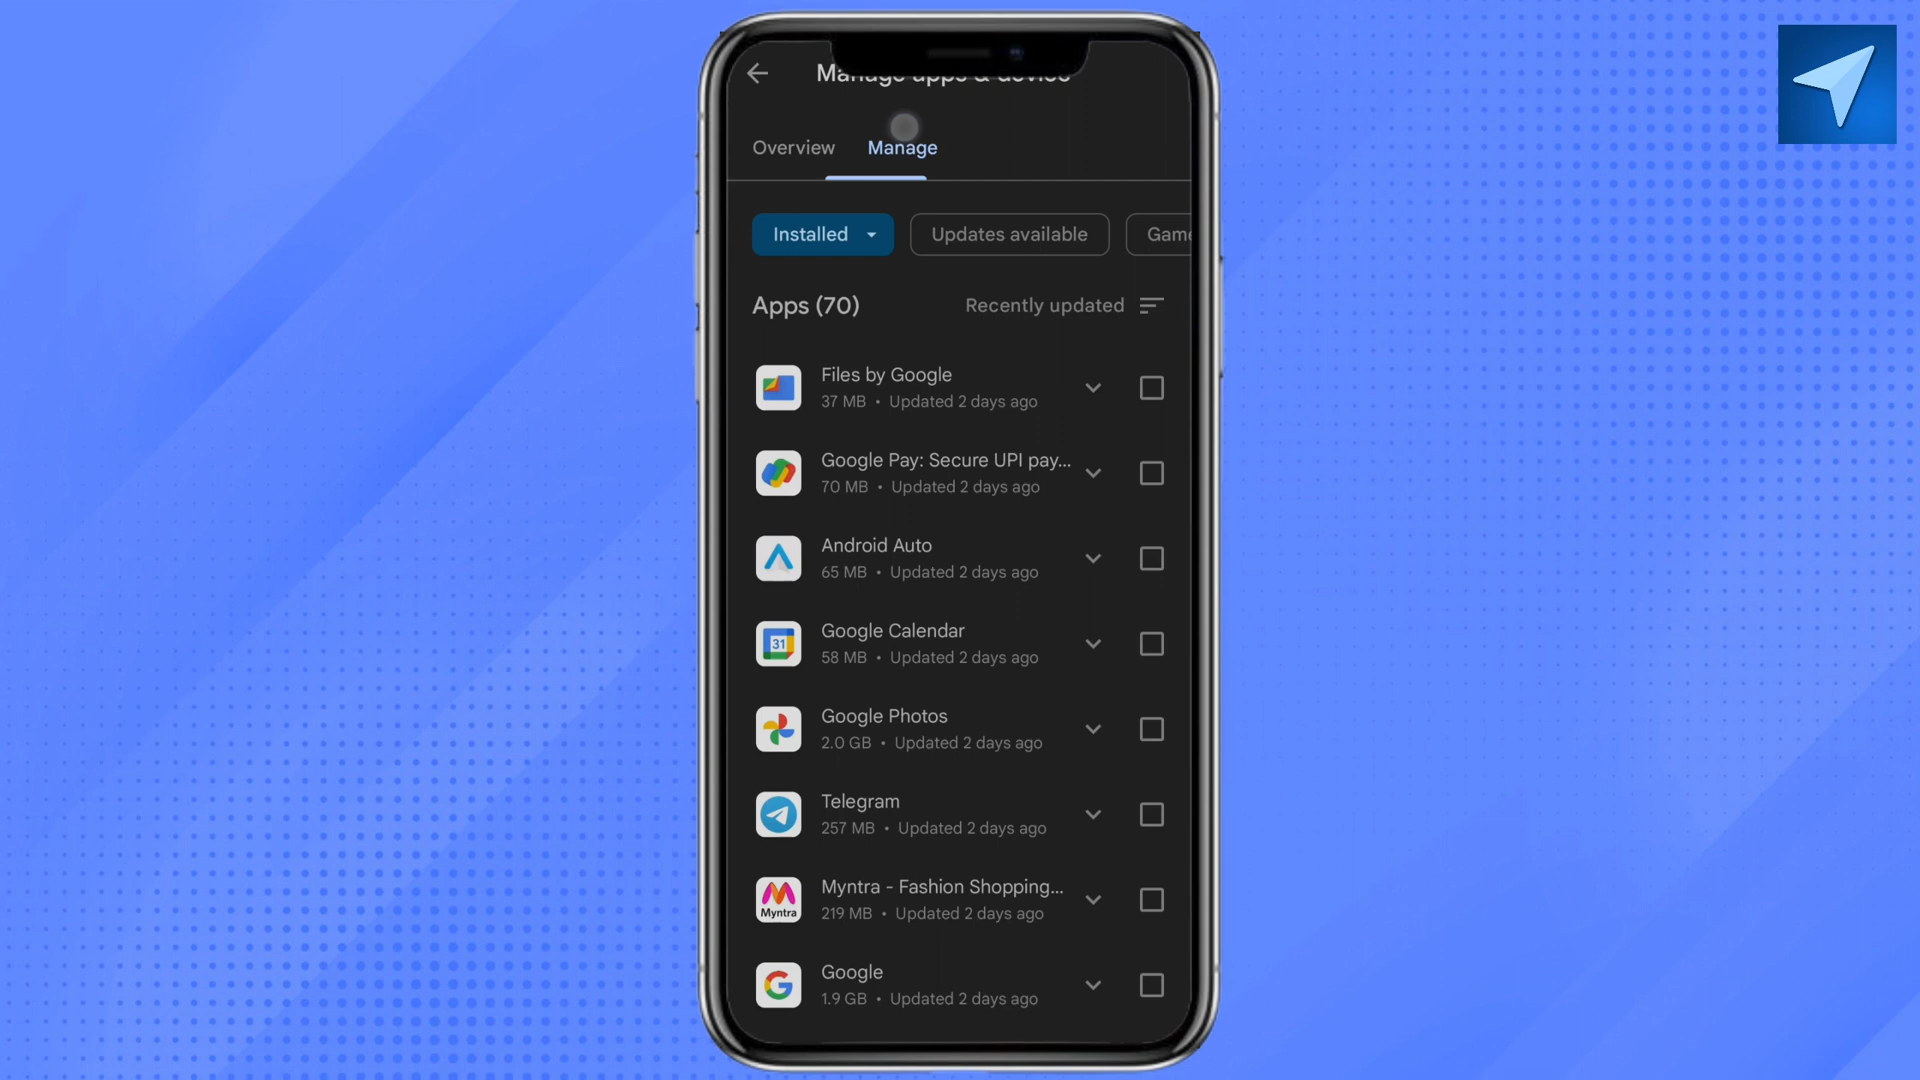 Manage apps & device
Overview
Manage
Installed
Updates available
Game
Apps (70)
Recently updated
Files by Google
37 MB • Updated 2 days ago
Google Pay: Secure UPI pay...
70 MB • Updated 2 days ago
Android Auto
65 MB • Updated 2 days ago
31
Google Calendar
58 MB • Updated 2 days ago
Google Photos
2.0 GB • Updated 2 days ago
Telegram
257 MB • Updated 2 days ago
Myntra
Myntra - Fashion Shopping...
219 MB • Updated 2 days ago
Google
1.9 GB • Updated 2 days ago